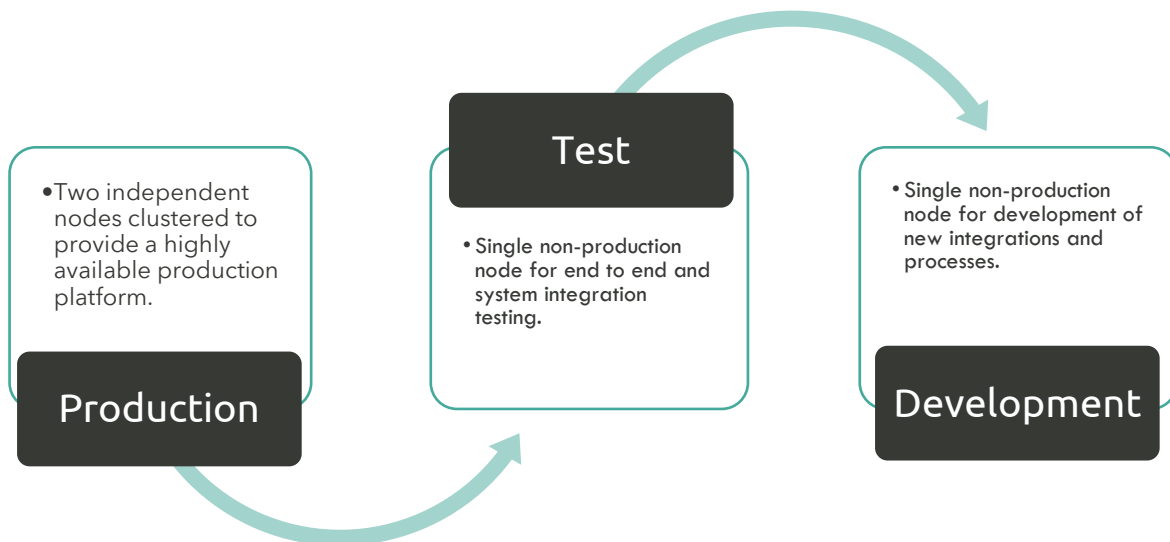 •Two independent
nodes clustered to
provide a highly
available production
platform.
Production
Test
• Single non-production
node for end to end and
system integration
testing.
• Single non-production
node for development of
new integrations and
processes.
Development